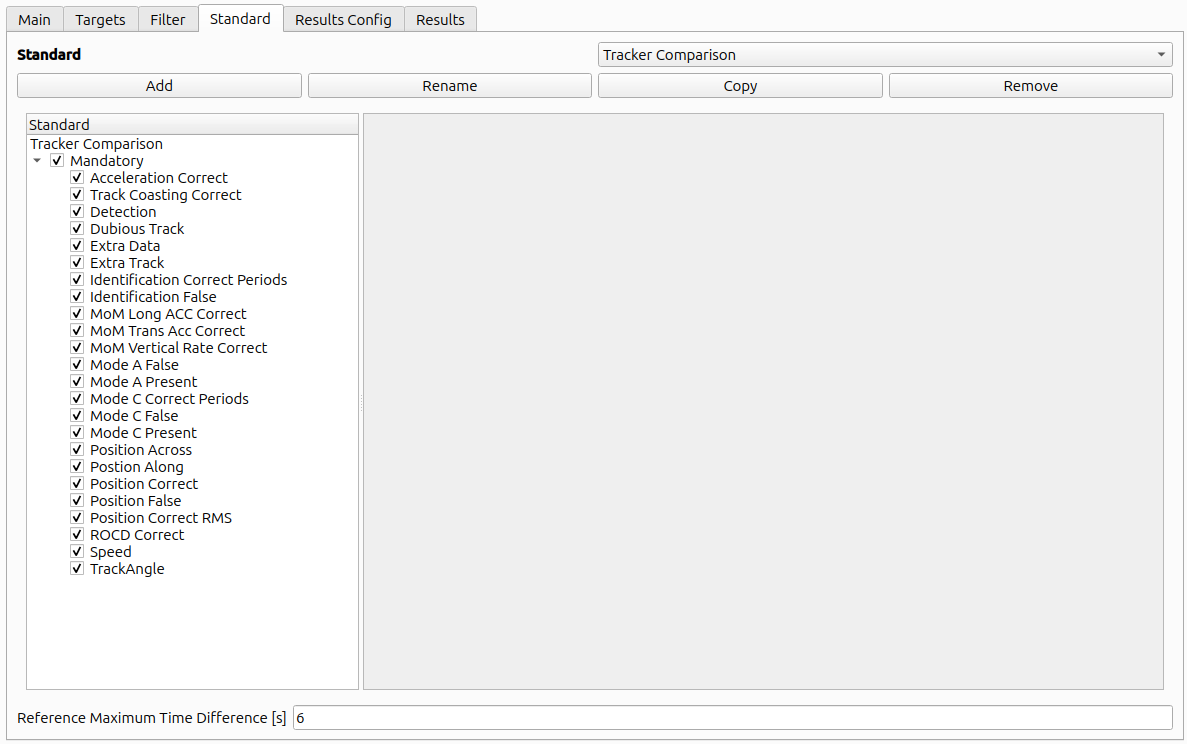 Main Targets Filter Standard Results Config Results
Standard Tracker Comparison
Add Rename Copy Remove
Standard
Tracker Comparison
Mandatory
Acceleration Correct
Track Coasting Correct
Detection
Dubious Track
Extra Data
Extra Track
Identification Correct Periods
Identification False
MoM Long ACC Correct
MoM Trans Acc Correct
MoM Vertical Rate Correct
Mode A False
Mode A Present
Mode C Correct Periods
Mode C False
Mode C Present
Position Across
Postion Along
Position Correct
Position False
Position Correct RMS
ROCD Correct
Speed
TrackAngle
Reference Maximum Time Difference [s] 6